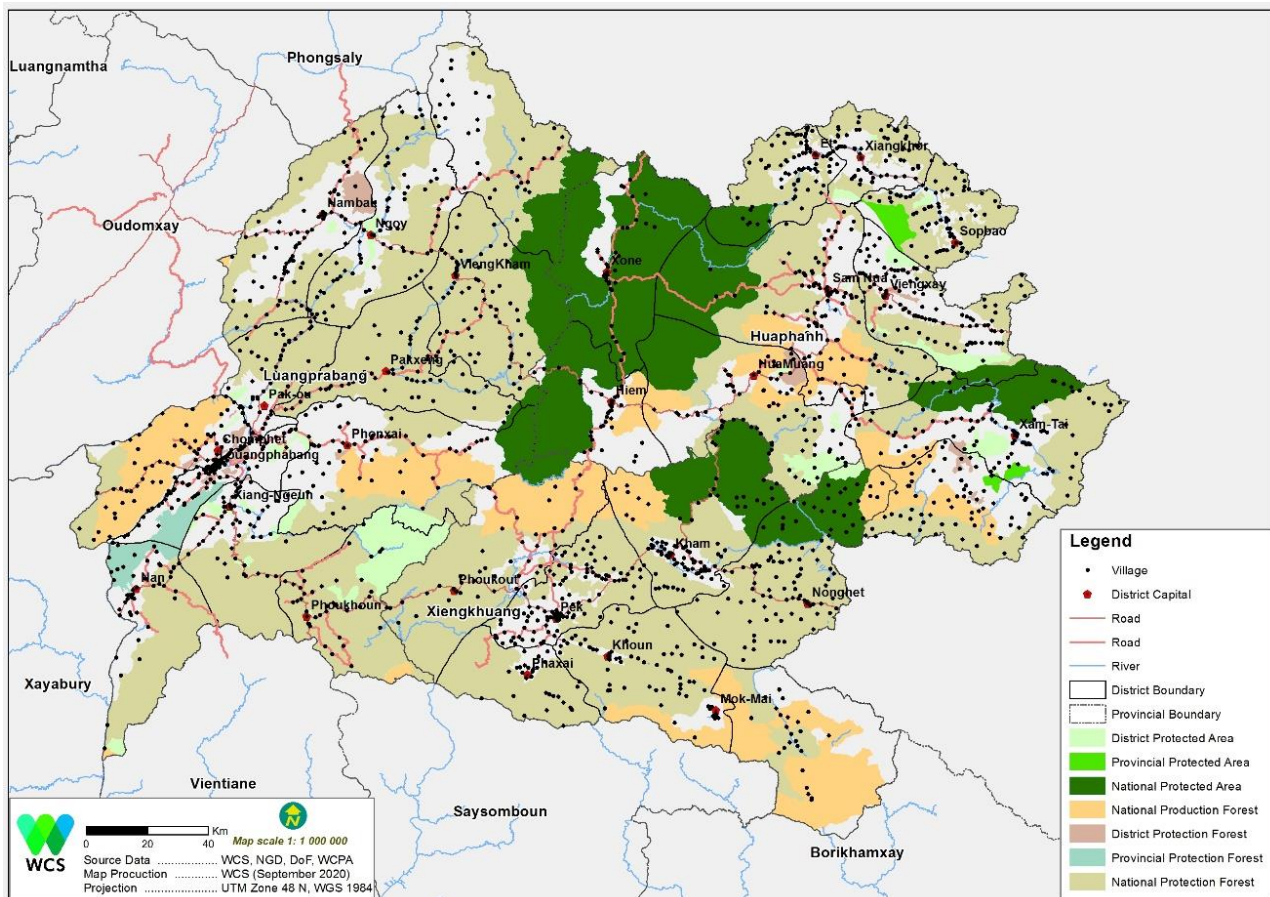 Phongsaly
Luangnamtha
Et
Xiangkhor
Nambak
Oudomxay
Ngoy
Sopbao
Xone
ViengKham
Sam Nua
Viengxay
Huaphanh
Pakxeng
HuaMuang
Luangprabang
Hiem
Pak-ou
Xam-Tai
Chomphet
Phonxai
Louangphabang
Xiang-Ngeun
Kham
Nan
Phoukout
Nonghet
Phoukhoun
Xiengkhuang
Pek
Khoun
Phaxai
Xayabury
Mok-Mai
Vientiane
Saysomboun
Borikhamxay
Legend
Village
District Capital
Road
Road
River
District Boundary
Provincial Boundary
District Protected Area
Provincial Protected Area
National Protected Area
National Production Forest
District Protection Forest
Provincial Protection Forest
National Protection Forest
WCS
N
Km
0 20 40
Map scale 1: 1 000 000
Source Data ................ WCS, NGD, DoF, WCPA
Map Production ........... WCS (September 2020)
Projection ................... UTM Zone 48 N, WGS 1984